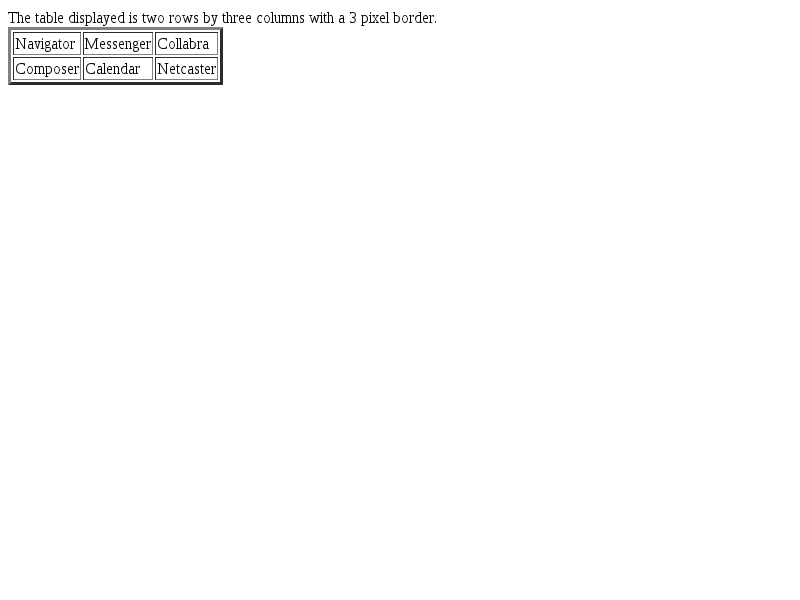 The table displayed is two rows by three columns with a 3 pixel border.
Navigator Messenger Collabra
Composer Calendar Netcaster